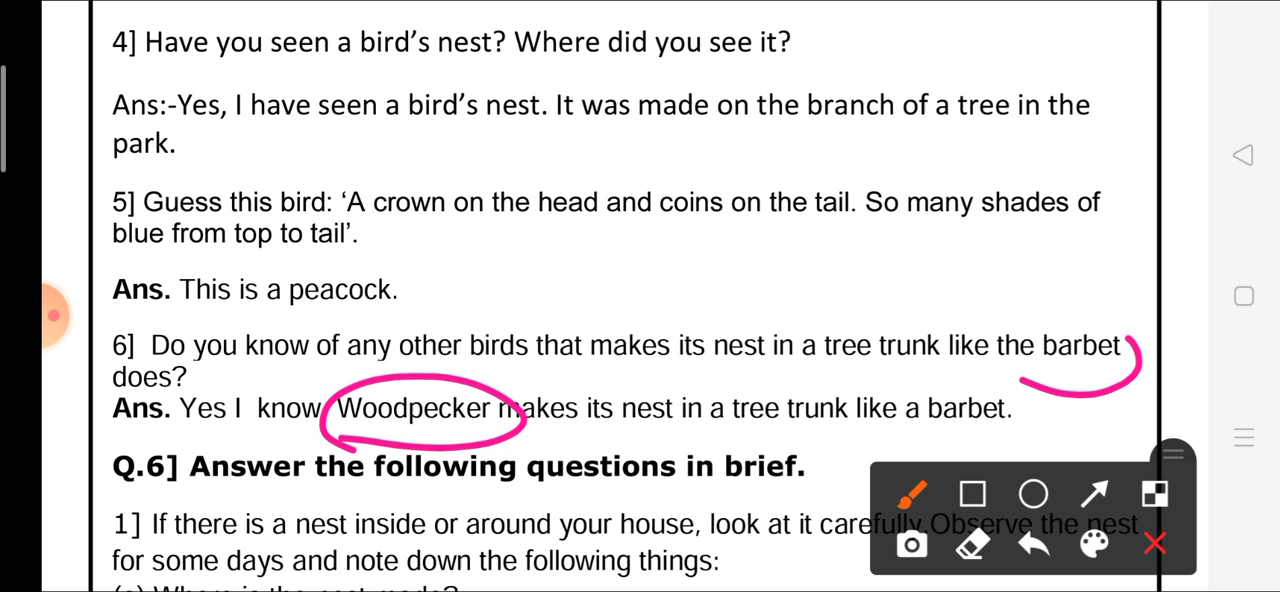 4] Have you seen a bird’s nest? Where did you see it?
Ans:-Yes, I have seen a bird’s nest. It was made on the branch of a tree in the
park.
5] Guess this bird: ‘A crown on the head and coins on the tail. So many shades of
blue from top to tail’.
Ans. This is a peacock.
6] Do you know of any other birds that makes its nest in a tree trunk like the barbet
does?
Ans. Yes I know Woodpecker makes its nest in a tree trunk like a barbet.
Q.6] Answer the following questions in brief.
1] If there is a nest inside or around your house, look at it carefully.Observe the nest
for some days and note down the following things:
(a) Where is the nest made?